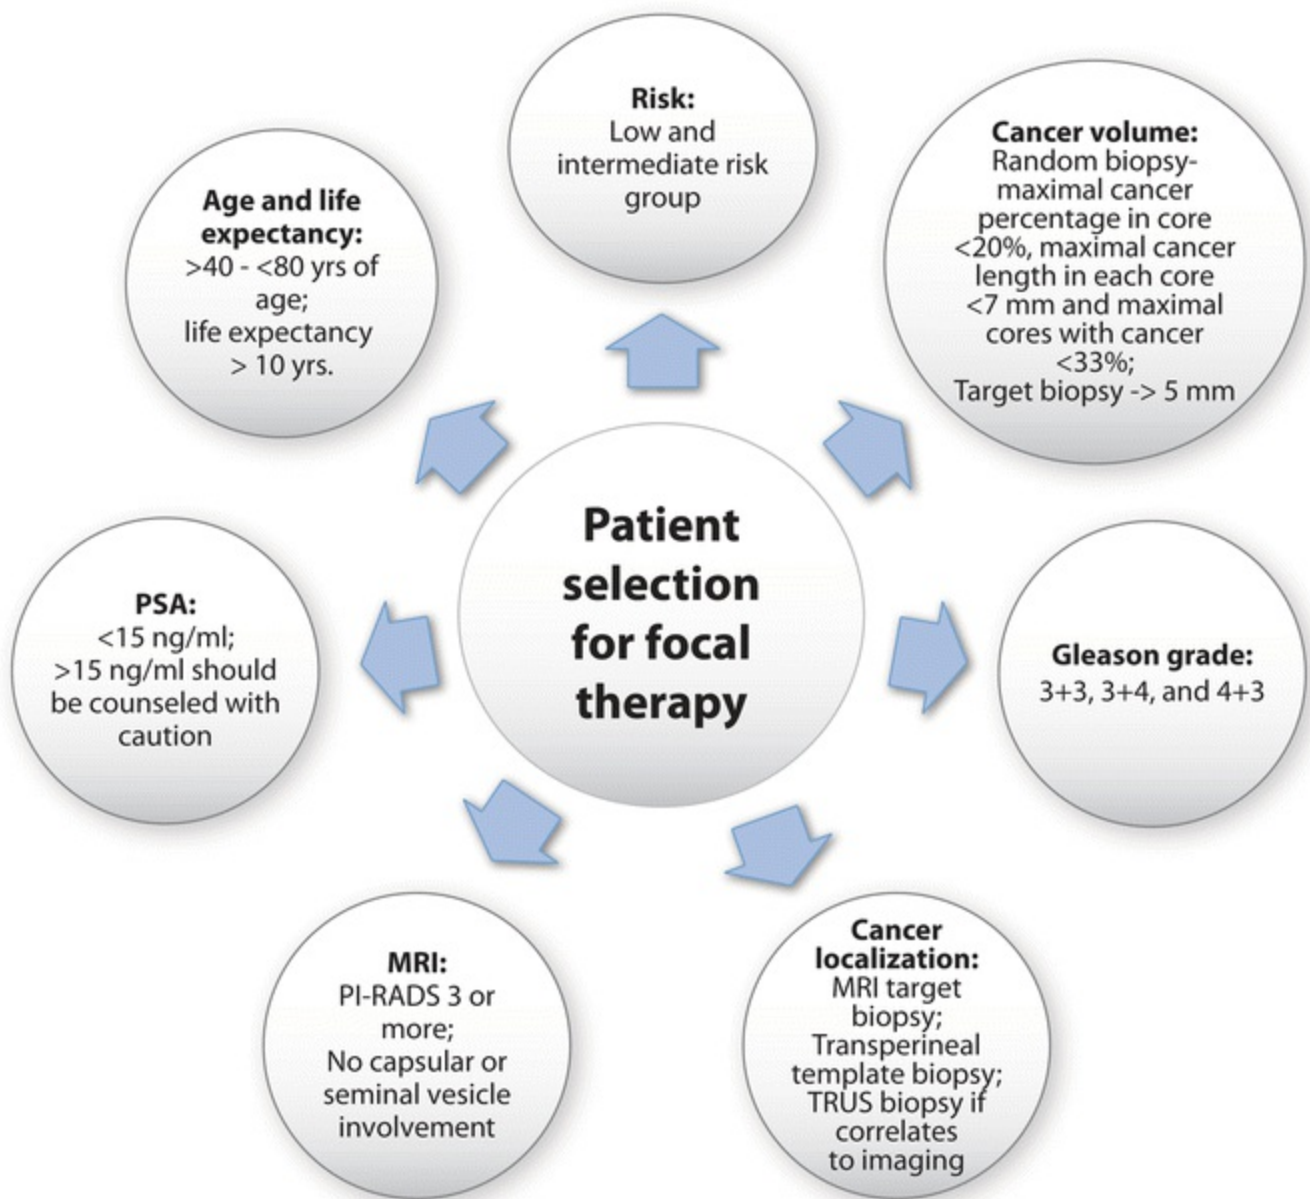 Risk:
Low and
intermediate risk
group
Cancer volume:
Random biopsy-
maximal cancer
percentage in core
<20%, maximal cancer
length in each core
<7 mm and maximal
cores with cancer
<33%;
Target biopsy -> 5 mm
Age and life
expectancy:
>40 - <80 yrs of
age;
life expectancy
> 10 yrs.
Patient
selection
for focal
therapy
PSA:
<15 ng/ml;
>15 ng/ml should
be counseled with
caution
Gleason grade:
3+3, 3+4, and 4+3
MRI:
PI-RADS 3 or
more;
No capsular or
seminal vesicle
involvement
Cancer
localization:
MRI target
biopsy;
Transperineal
template biopsy;
TRUS biopsy if
correlates
to imaging